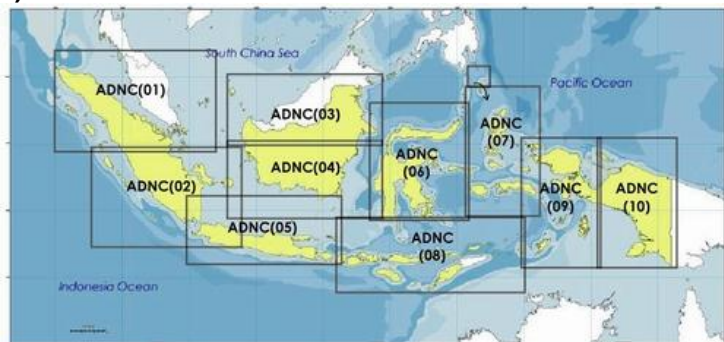 South China Sea
Pacific Ocean
ADNC(01)
ADNC(03)
ADNC
(07)
ADNC(04)
ADNC
(06)
ADNC(02)
ADNC
(09)
ADNC
(10)
ADNC(05)
ADNC
(08)
Indonesia Ocean